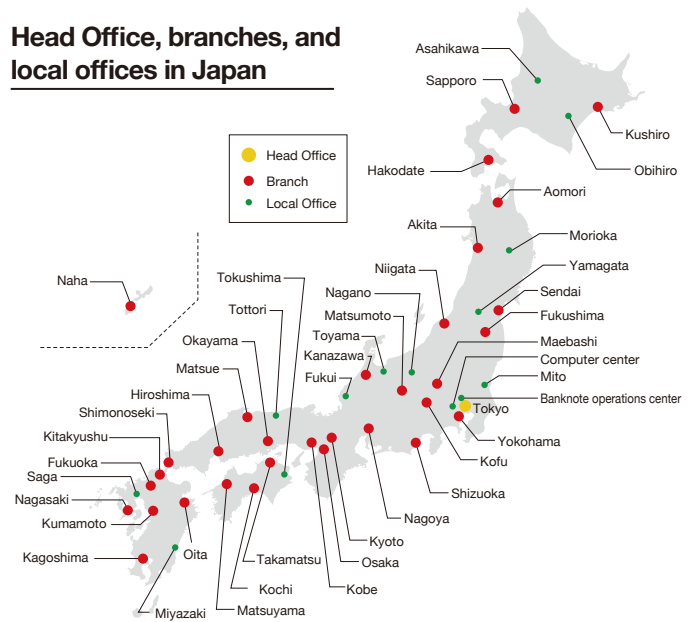 Head Office, branches, and
local offices in Japan
Asahikawa
Sapporo
Kushiro
Head Office
Branch
Local Office
Hakodate
Obihiro
Aomori
Akita
Morioka
Naha
Tokushima
Niigata
Yamagata
Nagano
Sendai
Tottori
Matsumoto
Fukushima
Okayama
Toyama
Maebashi
Kanazawa
Computer center
Matsue
Fukui
Mito
Hiroshima
Banknote operations center
Shimonoseki
Tokyo
Kitakyushu
Yokohama
Fukuoka
Kofu
Saga
Shizuoka
Nagasaki
Nagoya
Kumamoto
Kyoto
Kagoshima
Oita
Takamatsu
Osaka
Kochi
Kobe
Miyazaki
Matsuyama